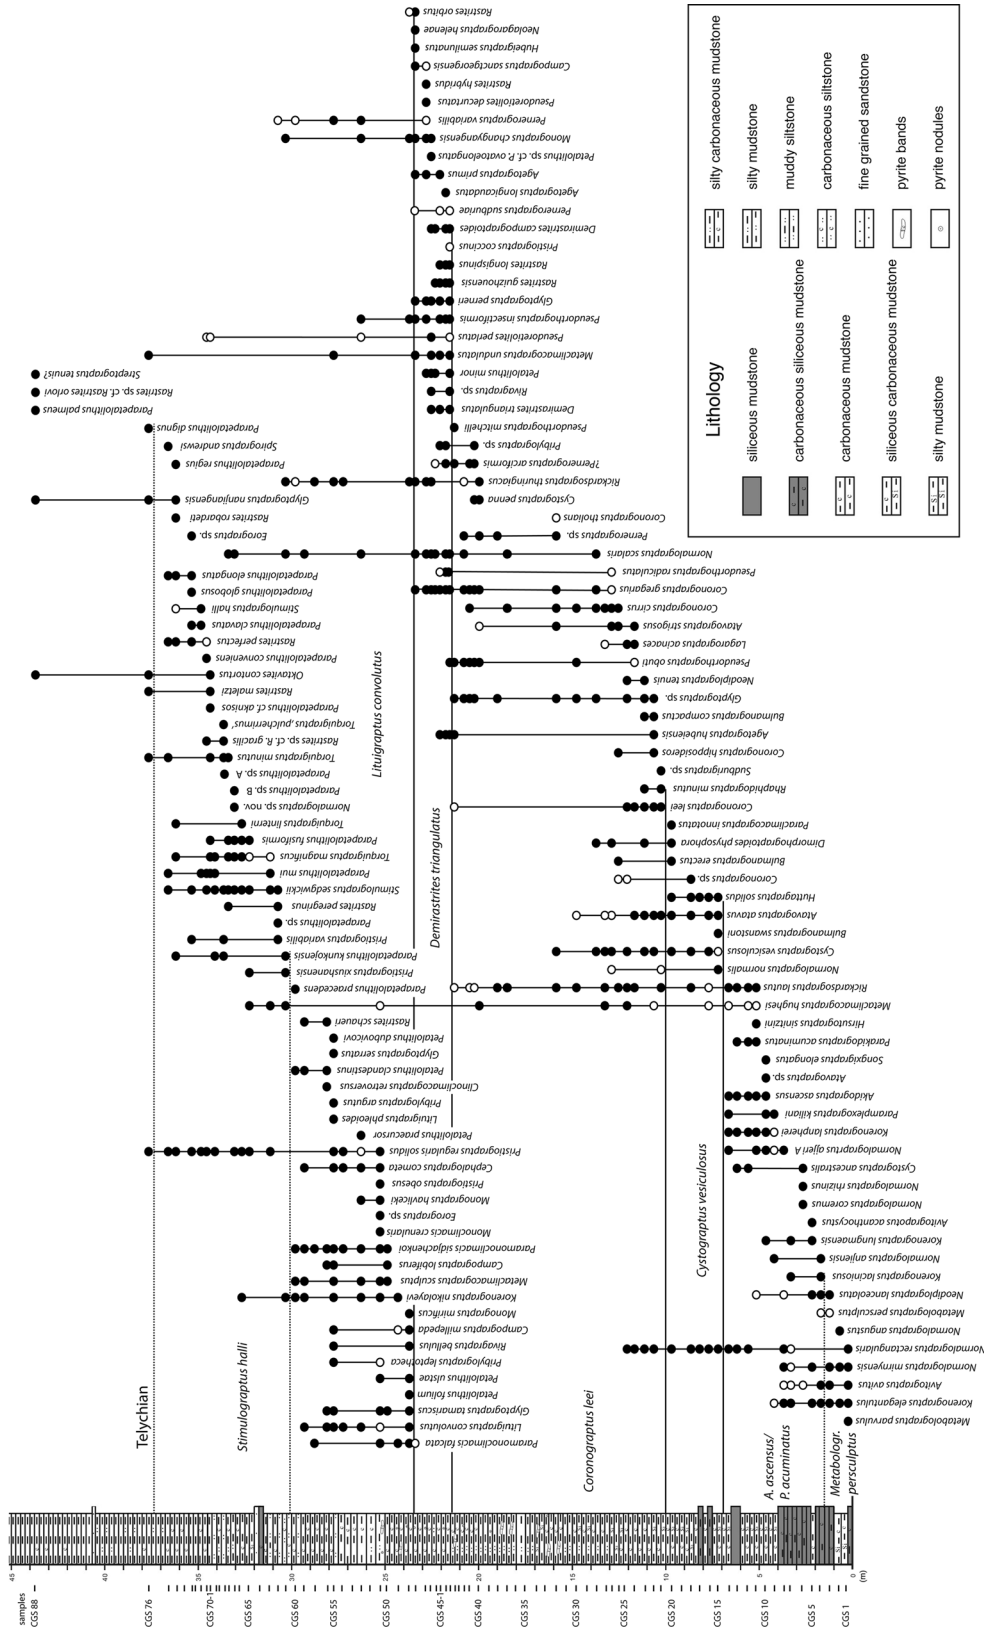 Rastrites orbitus
Neolagarograptus helenae
Hubeigraptus semilunatus
Campograptus sanctgeorgensis
Rastrites hybridus
Pseudoretiolites decurtatus
Pernerograptus variabilis
Monograptus changyangensis
Petalolithus sp. cf. P. ovatoelongatus
Agetograptus primus
Agetograptus longicaudatus
Pernerograptus sudburiae
Demirastrites campograptoides
Pristiograptus concinus
Rastrites longispinus
Rastrites guizhouensis
Glyptograptus perneri
Pseudorthograptus insectiformis
Pseudoretiolites perlatus
Metaclimacograptus undulatus
Petalolithus minor
Rivagraptus sp.
Demirastrites triangulatus
Pseudorthograptus mitchelli
Pribylograptus sp.
?Pernerograptus arciformis
Rickardsograptus thuringiacus
Cystograptus penna
Coronograptus tholians
Pernerograptus sp.
Normalograptus scalaris
Pseudorthograptus radiculatus
Coronograptus gregarius
Coronograptus cirrus
Atavograptus strigosus
Lagarograptus acinaces
Pseudorthograptus obuti
Neodiplograptus tenuis
Glyptograptus sp.
Bulmanograptus compactus
Agetograptus hubeiensis
Coronograptus hipposideros
Sudburigraptus sp.
Rhaphidograptus minutus
Coronograptus leei
Paraclimacograptus innotatus
Dimorphograptoides physophora
Bulmanograptus erectus
Coronograptus sp.
Huttagraptus solidus
Atavograptus atavus
Bulmanograptus swanstoni
Cystograptus vesiculosus
Normalograptus normalis
Rickardsograptus lautus
Metaclimacograptus hughesi
Hirsutograptus sinitzini
Parakidograptus acuminatus
Songxigraptus elongatus
Atavograptus sp.
Akidograptus ascensus
Paramplexograptus kiliani
Korenograptus lanpherei
Normalograptus ajjeri A
Cystograptus ancestralis
Normalograptus rhizinus
Normalograptus coremus
Avitograptus acanthocystus
Korenograptus lungmaensis
Normalograptus anjiensis
Korenograptus laciniosus
Neodiplograptus lanceolatus
Metabolograptus persculptus
Normalograptus angustus
Normalograptus rectangularis
Normalograptus mirnyensis
Avitograptus avitus
Korenograptus elegantulus
Metabolograptus parvulus
Streptograptus tenuis?
Rastrites sp. cf. Rastrites orlovi
Parapetalolithus palmeus
Parapetalolithus dignus
Spirograptus andrewsi
Parapetalolithus regius
Glyptograptus nanjiangensis
Rastrites robardeti
Eorograptus sp.
Parapetalolithus elongatus
Parapetalolithus globosus
Stimulograptus halli
Parapetalolithus clavatus
Rastrites perfectus
Parapetalolithus conveniens
Oktavites contortus
Rastrites maletzi
Parapetalolithus cf. oknisos
Torquigraptus ‚pulcherimus'
Rastrites sp. cf. R. gracilis
Torquigraptus minutus
Parapetalolithus sp. A
Parapetalolithus sp. B
Normalograptus sp. nov.
Torquigraptus linterni
Parapetalolithus fusiformis
Torquigraptus magnificus
Parapetalolithus mui
Stimulograptus sedgwickii
Rastrites peregrinus
Parapetalolithus sp.
Pristiograptus variabilis
Parapetalolithus kunkojensis
Pristiograptus xiushanensis
Parapetalolithus praecedens
Rastrites schaueri
Petalolithus dubovicovi
Glyptograptus serratus
Petalolithus clandestinus
Clinoclimacograptus retroversus
Pribylograptus argutus
Lituigraptus phleoides
Petalolithus praecursor
Pristiograptus regularis solidus
Cephograptus cometa
Pristiograptus obesus
Monograptus havliceki
Eorograptus sp.
Monoclimacis crenularis
Paramonoclimacis sidjachenkoi
Campograptus lobiferus
Metaclimacograptus sculptus
Korenograptus nikolayevi
Monograptus mirificus
Campograptus millepeda
Rivagraptus bellulus
Pribylograptus leptotheca
Petalolithus ulstae
Petalolithus folium
Glyptograptus tamariscus
Lituigraptus convolutus
Paramonoclimacis falcata
Telychian
Stimulograptus halli
Lituigraptus convolutus
Demirastrites triangulatus
Coronograptus leei
Cystograptus vesiculosus
A. ascensus/
P. acuminatus
Metabologr.
persculptus
Lithology
siliceous mudstone
carbonaceous siliceous mudstone
carbonaceous mudstone
siliceous carbonaceous mudstone
silty mudstone
silty carbonaceous mudstone
silty mudstone
muddy siltstone
carbonaceous siltstone
fine grained sandstone
pyrite bands
pyrite nodules
45
35
30
25
20
10
5
0
(m)
samples
CGS 88
CGS 76
CGS 70-1
CGS 65
CGS 60
CGS 55
CGS 50
CGS 45-1
CGS 40
CGS 35
CGS 30
CGS 25
CGS 20
CGS 15
CGS 10
CGS 5
CGS 1